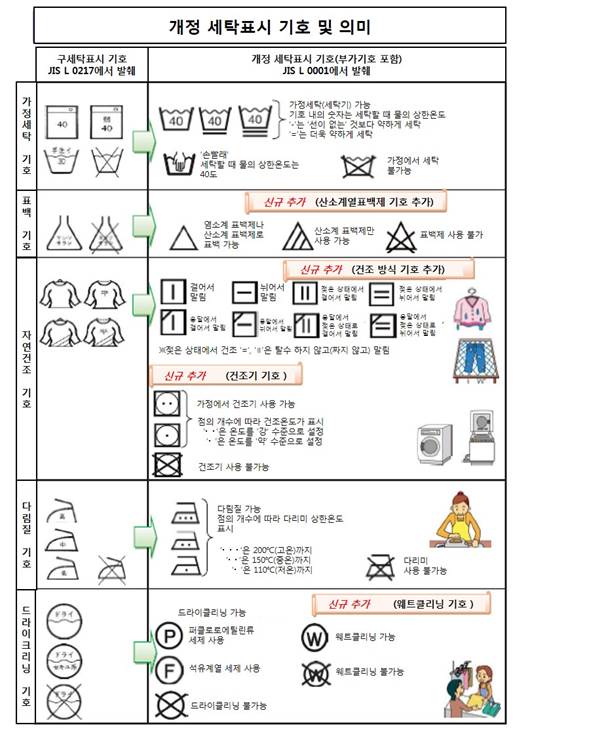 개정 세탁표시 기호 및 의미
구세탁표시 기호
JIS L 0217에서 발췌
개정 세탁표시 기호(부가기호 포함)
JIS L 0001에서 발췌
가정세탁 기호
40
40
40
40
40
가정세탁(세탁기) 가능
기호 내의 숫자는 세탁할 때 물의 상한온도
'-'는 '선이 없는' 것보다 약하게 세탁
'='는 더욱 약하게 세탁
'손빨래'
세탁할 때 물의 상한온도는
40도
가정에서 세탁
불가능
표백 기호
신규 추가 (산소계열표백제 기호 추가)
염소계 표백제나
산소계 표백제로
표백 가능
산소계 표백제만
사용 가능
표백제 사용 불가
자연건조 기호
신규 추가 (건조 방식 기호 추가)
걸어서
말림
뉘어서
말림
젖은 상태에서
걸어서 말림
젖은 상태에서
뉘어서 말림
응달에서
걸어서 말림
응달에서
뉘어서 말림
응달에서
젖은 상태로
걸어서 말림
응달에서
젖은 상태로
뉘어서 말림
※젖은 상태에서 건조 '=', '॥'은 탈수 하지 않고(짜지 않고) 말림
신규 추가 (건조기 기호 )
가정에서 건조기 사용 가능
점의 개수에 따라 건조온도가 표시
'··'은 온도를 '강' 수준으로 설정
'·'은 온도를 '약' 수준으로 설정
건조기 사용 불가능
다림질 기호
高
中
低
다림질 가능
점의 개수에 따라 다리미 상한온도
표시
'···'은 200℃(고온)까지
'··'은 150℃(중온)까지
'·'은 110℃(저온)까지
다리미
사용 불가능
드라이크리닝 기호
ドライ
ドライ
セキユ系
ドライ
드라이클리닝 가능
P
퍼클로로에틸린류
세제 사용
F
석유계열 세제 사용
드라이클리닝 불가능
신규 추가 (웨트클리닝 기호 )
W
웨트클리닝 가능
W
웨트클리닝 불가능